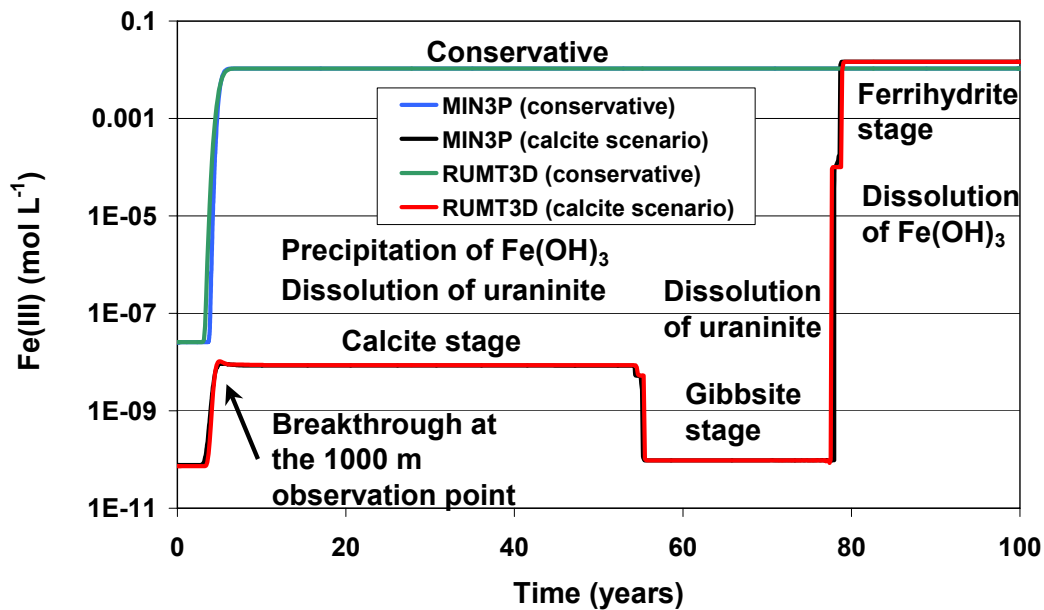 Fe(III) (mol L⁻¹)
0.1
0.001
1E-05
1E-07
1E-09
1E-11
Conservative
MIN3P (conservative)
MIN3P (calcite scenario)
RUMT3D (conservative)
RUMT3D (calcite scenario)
Ferrihydrite
stage
Dissolution
of Fe(OH)₃
Precipitation of Fe(OH)₃
Dissolution of uraninite
Dissolution
of uraninite
Calcite stage
Gibbsite
stage
Breakthrough at
the 1000 m
observation point
0
20
40
60
80
100
Time (years)